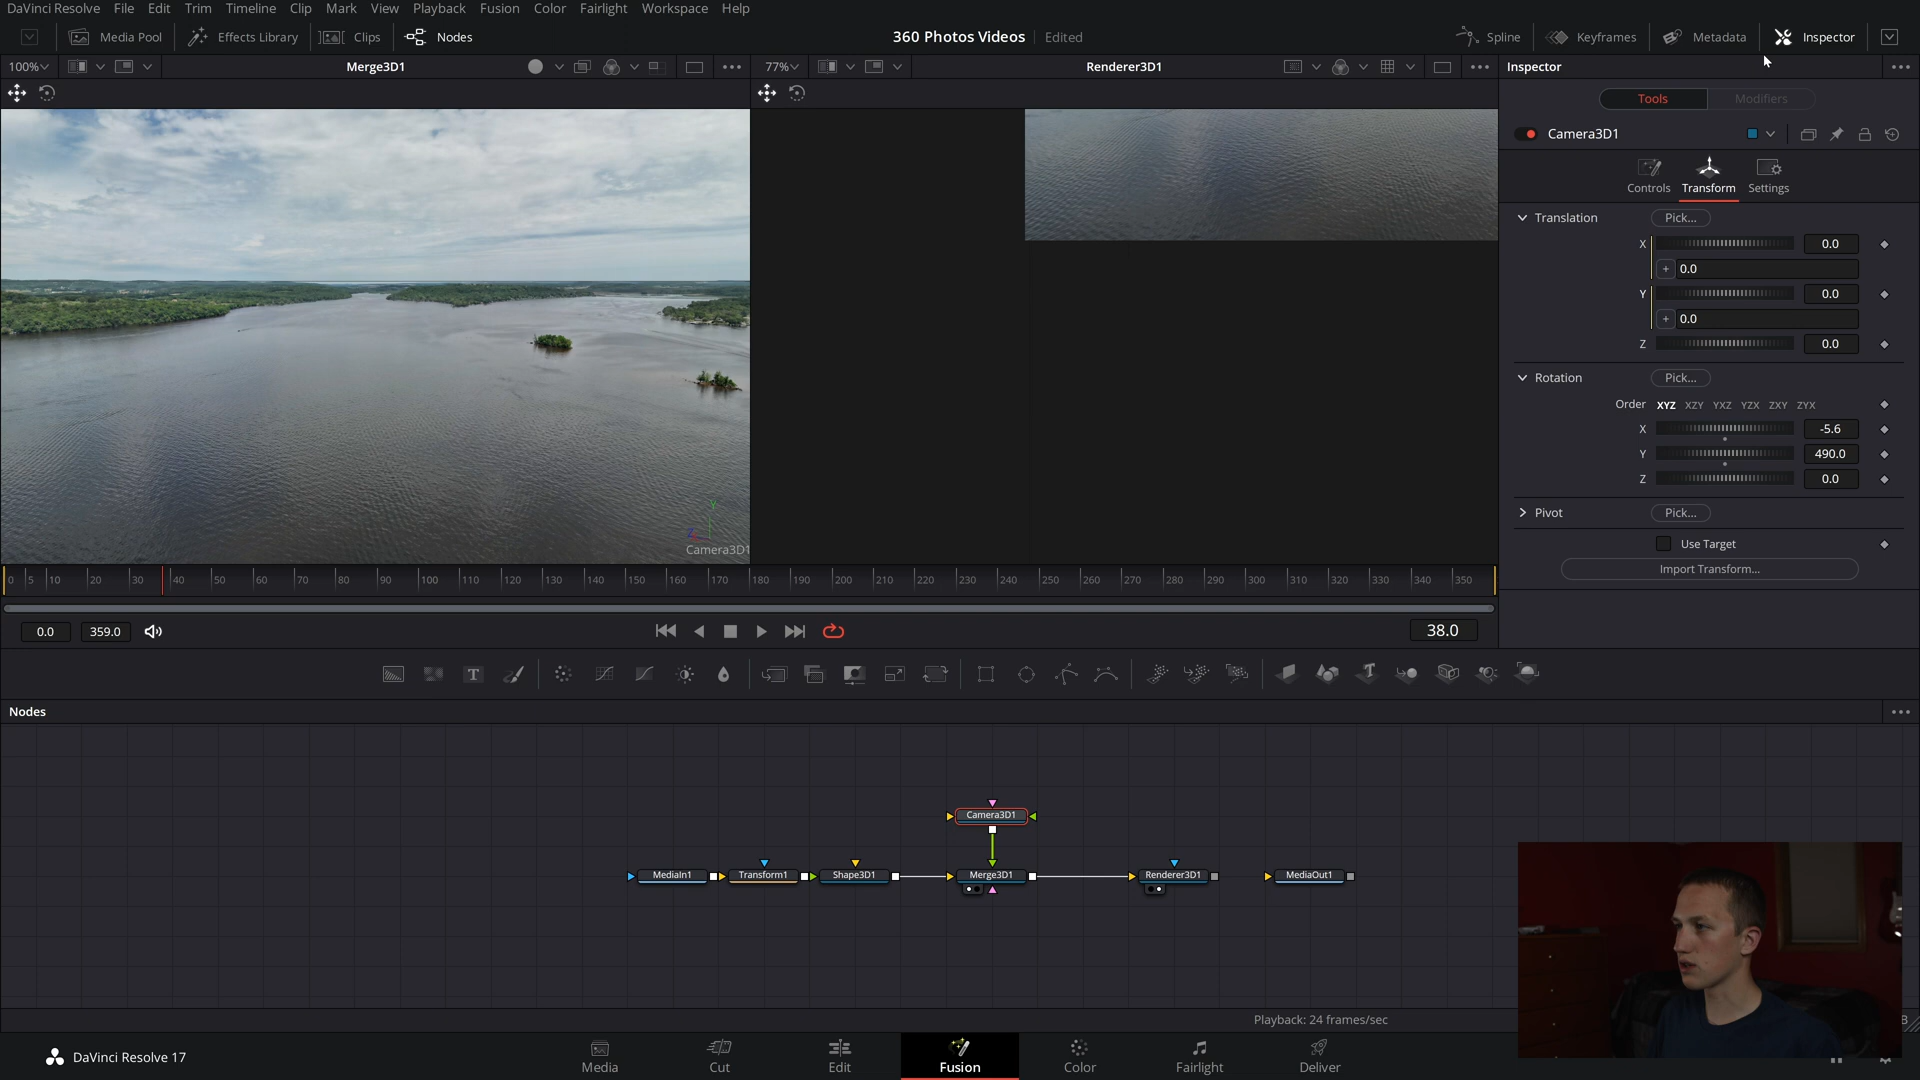 DaVinci Resolve File Edit Trim Timeline Clip Mark View Playback Fusion Color Fairlight Workspace Help
Media Pool Effects Library Clips Nodes 360 Photos Videos Edited Spline Keyframes Metadata Inspector
100% Merge3D1 77% Renderer3D1 Inspector
Tools Modifiers
Camera3D1
Controls Transform Settings
Translation Pick...
X 0.0
0.0
Y 0.0
0.0
Z 0.0
Rotation Pick...
Order XYZ XZY YXZ YZX ZXY ZYX
X -5.6
Y 490.0
Z 0.0
Pivot Pick...
Use Target
Import Transform...
Y
Z
Camera3D1
0 5 10 20 30 40 50 60 70 80 90 100 110 120 130 140 150 160 170 180 190 200 210 220 230 240 250 260 270 280 290 300 310 320 330 340 350
0.0 359.0 38.0
Nodes
Camera3D1
MediaIn1 Transform1 Shape3D1 Merge3D1 Renderer3D1 MediaOut1
Playback: 24 frames/sec
DaVinci Resolve 17 Media Cut Edit Fusion Color Fairlight Deliver